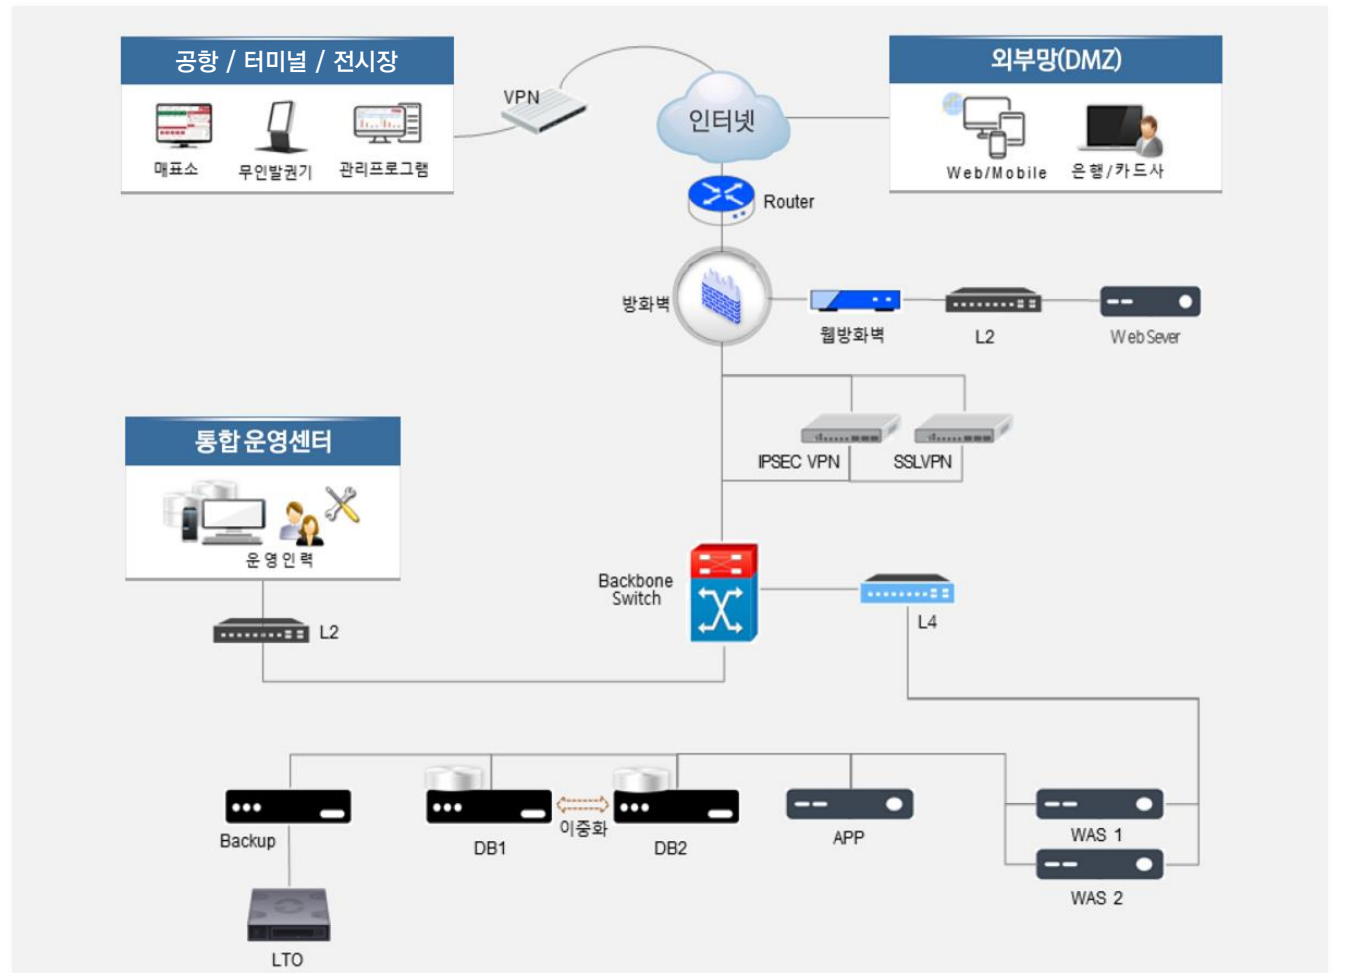 공항 / 터미널 / 전시장
매표소
무인발권기
관리프로그램
VPN
인터넷
외부망(DMZ)
Web/Mobile
은행/카드사
Router
방화벽
웹방화벽
L2
Web Sever
IPSEC VPN
SSLVPN
통합 운영센터
운영인력
L2
Backbone
Switch
L4
Backup
DB1
이중화
DB2
APP
WAS 1
WAS 2
LTO